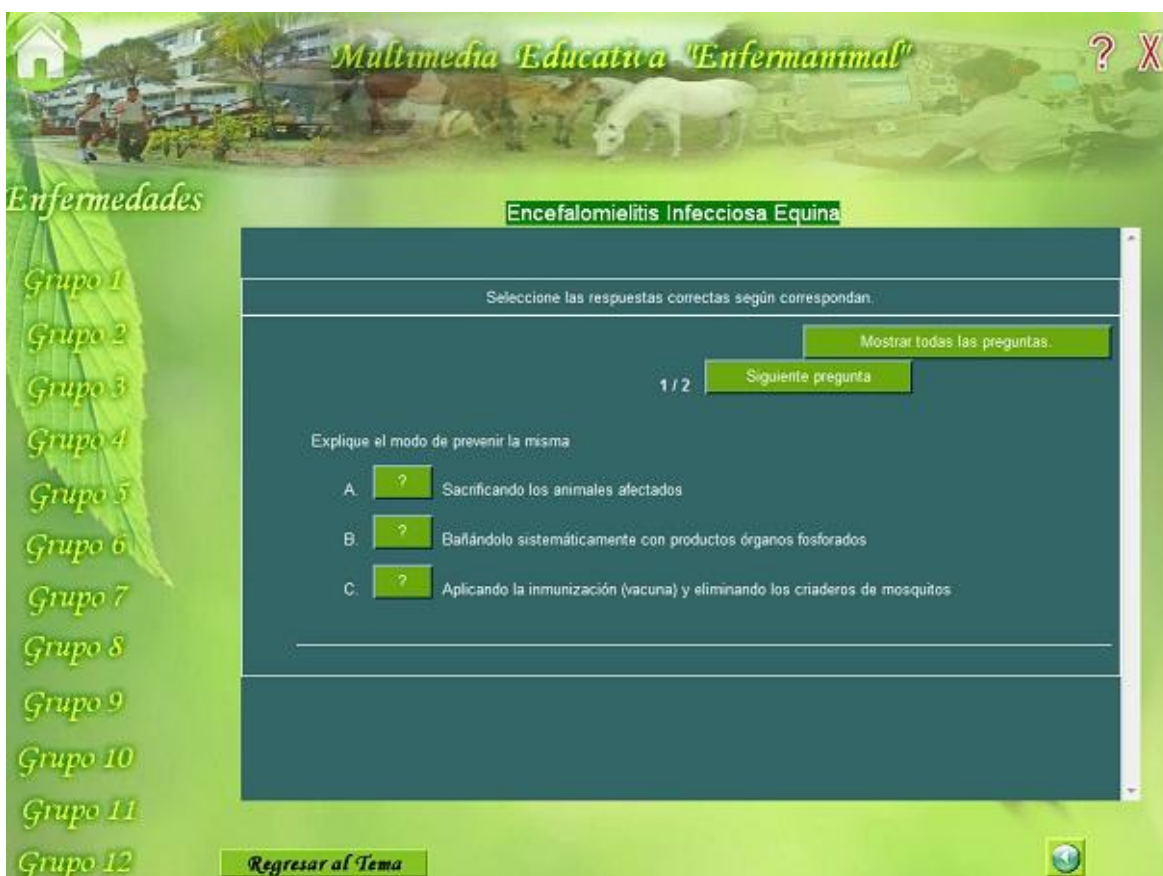 Multimedia Educativa "Enfermanimal"
? X
Enfermedades
Grupo 1
Grupo 2
Grupo 3
Grupo 4
Grupo 5
Grupo 6
Grupo 7
Grupo 8
Grupo 9
Grupo 10
Grupo 11
Grupo 12
Encefalomielitis Infecciosa Equina
Seleccione las respuestas correctas según correspondan.
Mostrar todas las preguntas.
1 / 2 Siguiente pregunta
Explique el modo de prevenir la misma
A. ? Sacrificando los animales afectados
B. ? Bañándolo sistemáticamente con productos órganos fosforados
C. ? Aplicando la inmunización (vacuna) y eliminando los criaderos de mosquitos
Regresar al Tema